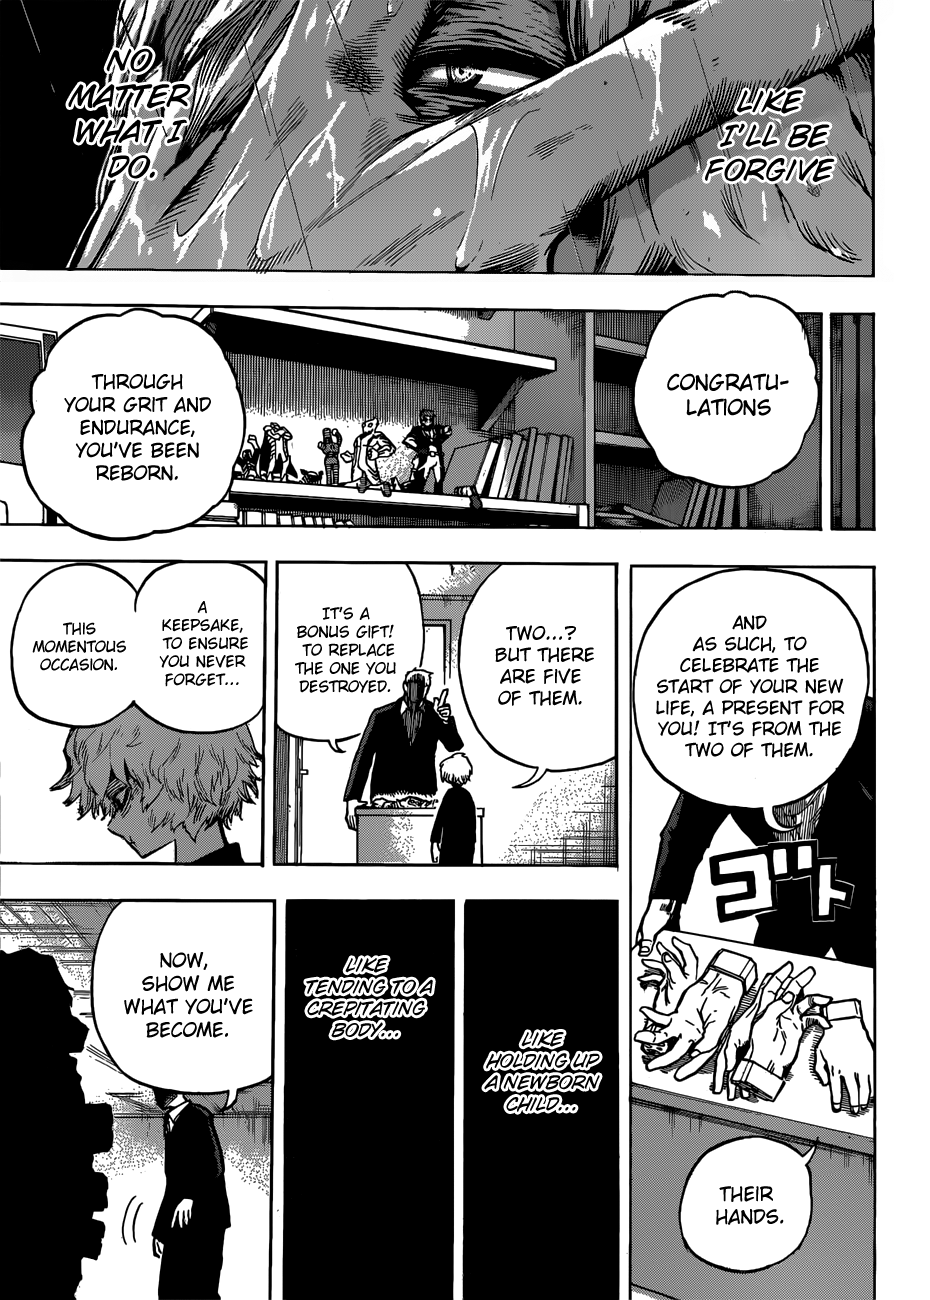 LIKE
I'LL BE
FORGIVE
NO
MATTER
WHAT I
DO.
CONGRATU-
LATIONS
THROUGH
YOUR GRIT AND
ENDURANCE,
YOU'VE BEEN
REBORN.
AND
AS SUCH, TO
CELEBRATE THE
START OF YOUR NEW
LIFE, A PRESENT FOR
YOU! IT'S FROM THE
TWO OF THEM.
ゴト
THEIR
HANDS.
TWO...?
BUT THERE
ARE FIVE
OF THEM.
IT'S A
BONUS GIFT!
TO REPLACE
THE ONE YOU
DESTROYED.
A
KEEPSAKE,
TO ENSURE
YOU NEVER
FORGET...
THIS
MOMENTOUS
OCCASION.
LIKE
HOLDING UP
A NEWBORN
CHILD...
LIKE
TENDING TO A
CREPITATING
BODY...
NOW,
SHOW ME
WHAT YOU'VE
BECOME.